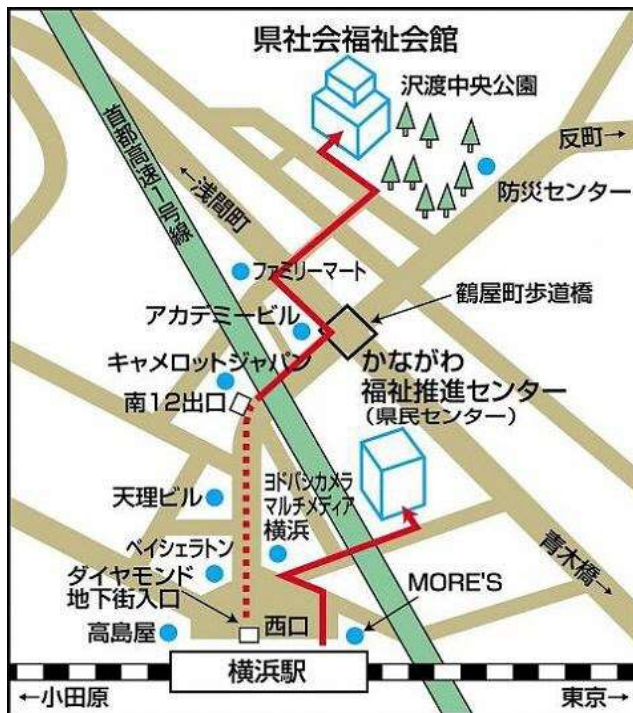 県社会福祉会館
沢渡中央公園
反町→
首都高速1号線
←浅間町
防災センター
ファミリーマート
鶴屋町歩道橋
アカデミービル
キャメロットジャパン
かながわ
福祉推進センター
(県民センター)
南12出口
ヨドバシカメラ
マルチメディア
横浜
天理ビル
ベイシェラトン
青木橋→
ダイヤモンド
地下街入口
MORE'S
高島屋
西口
横浜駅
←小田原
東京→